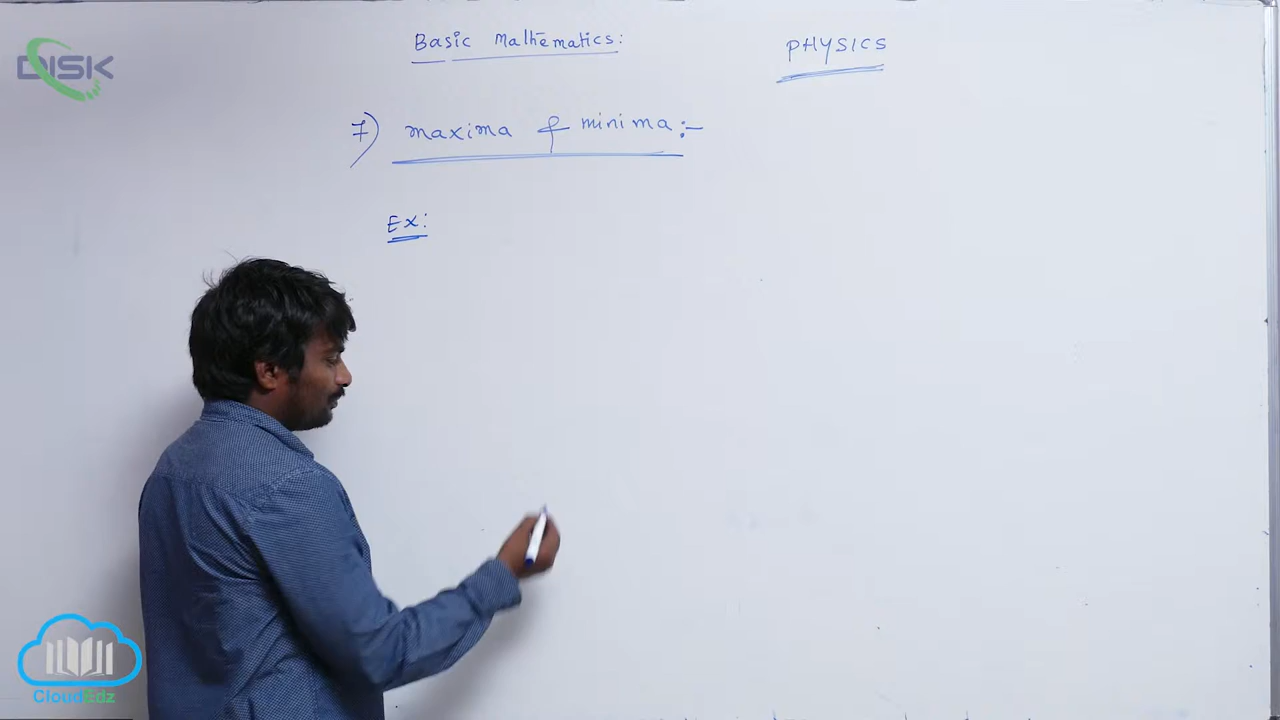 DISK
Basic Mathematics:
PHYSICS
7) maxima & minima :-
Ex:
CloudEdz